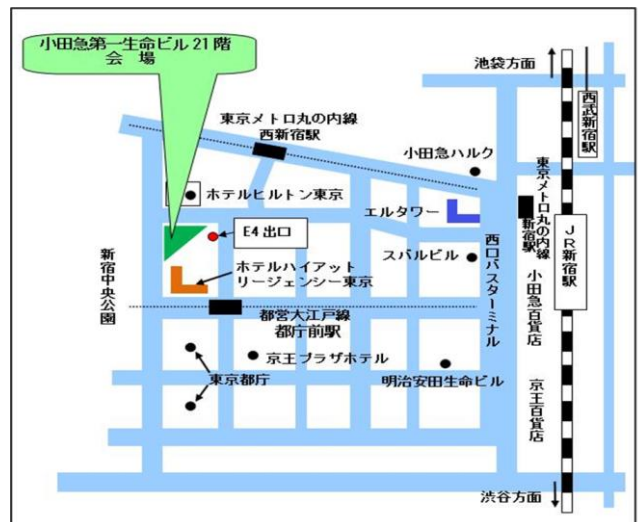 小田急第一生命ビル 21 階
会　場
池袋方面
西武新宿駅
東京メトロ丸の内線
西新宿駅
小田急ハルク
ホテルヒルトン東京
エルタワー
東京メトロ丸の内線
新宿駅
JR新宿駅
E4 出口
スバルビル
西口バスターミナル
新宿中央公園
ホテルハイアット
リージェンシー東京
小田急百貨店
都営大江戸線
都庁前駅
京王プラザホテル
東京都庁
明治安田生命ビル
京王百貨店
渋谷方面